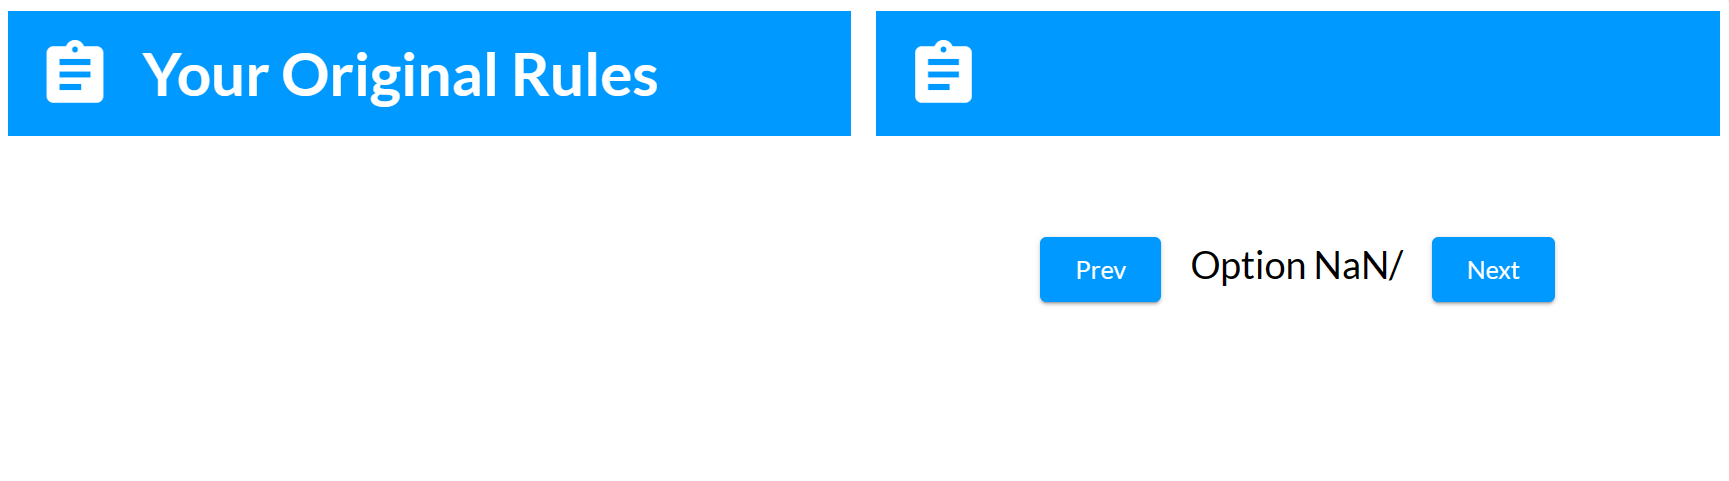 Your Original Rules
Prev
Option NaN/
Next